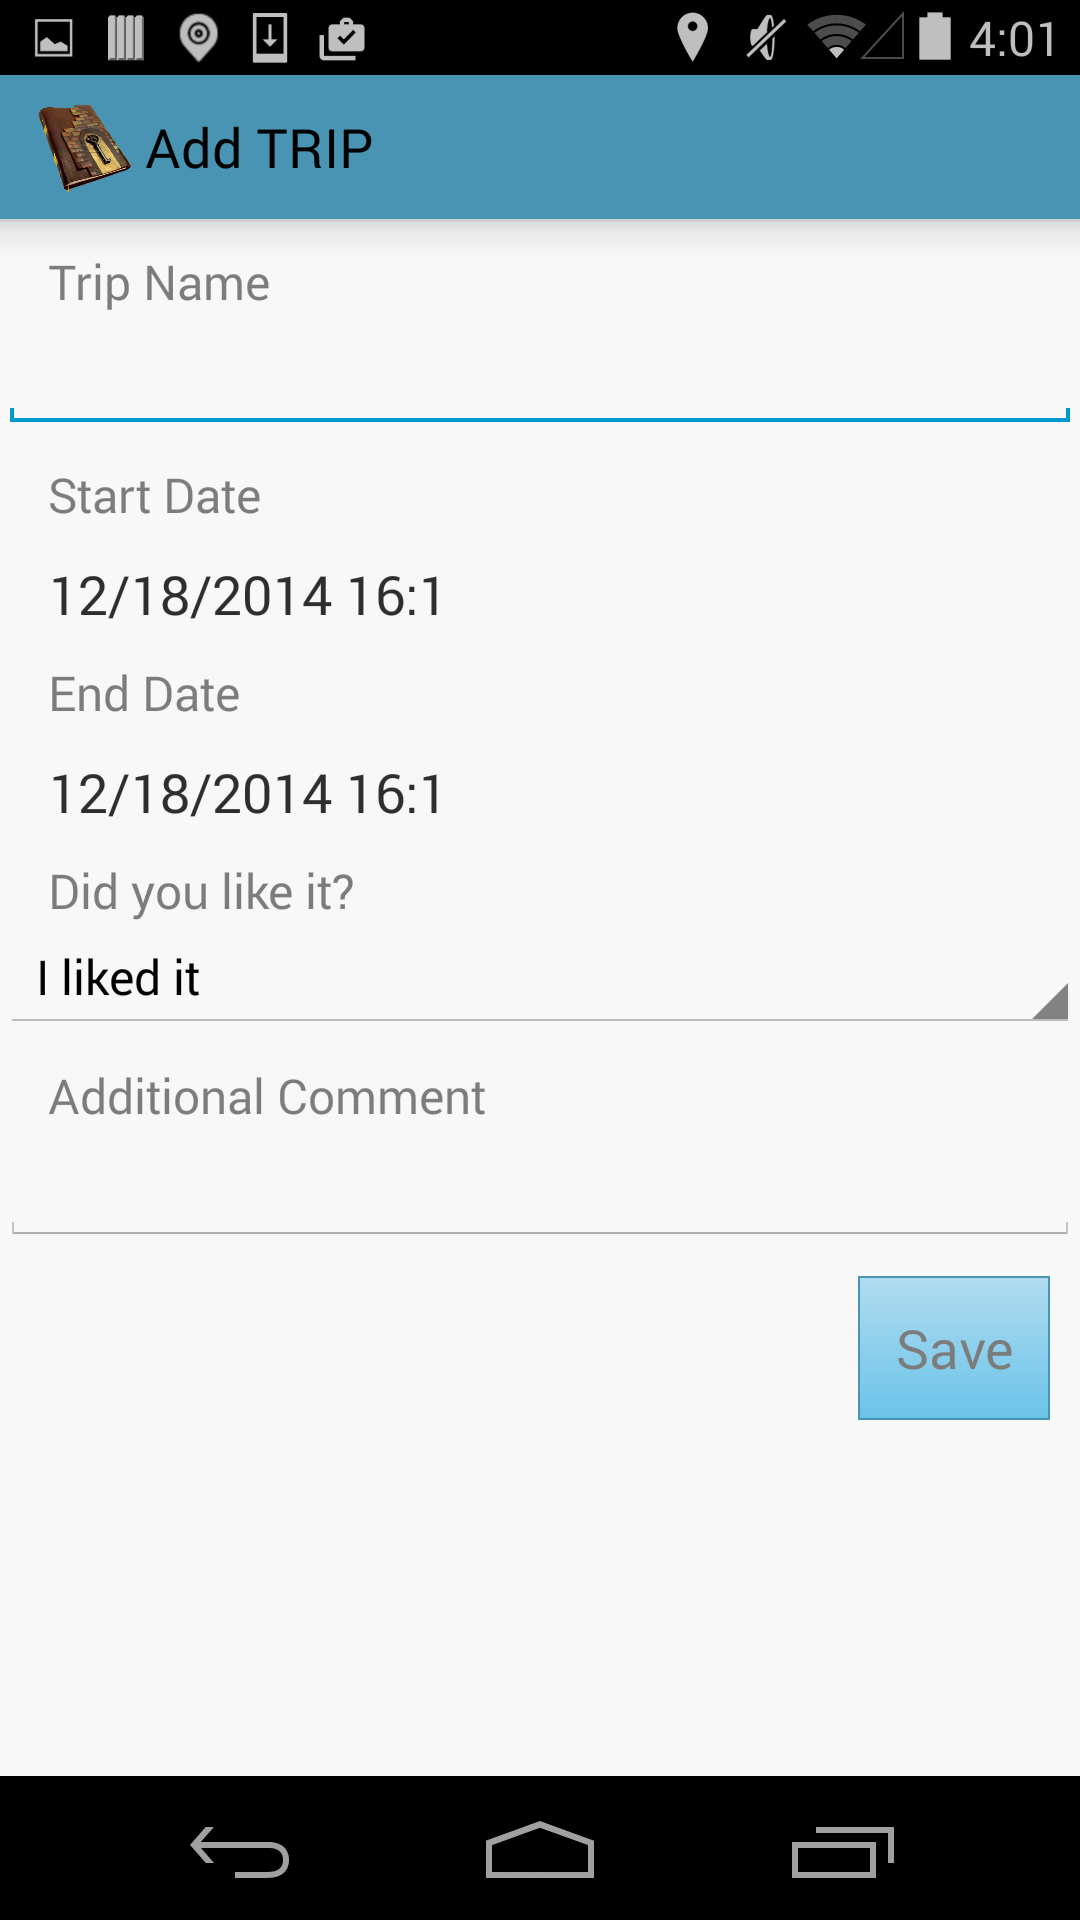 4:01
Add TRIP
Trip Name
Start Date
12/18/2014 16:1
End Date
12/18/2014 16:1
Did you like it?
I liked it
Additional Comment
Save